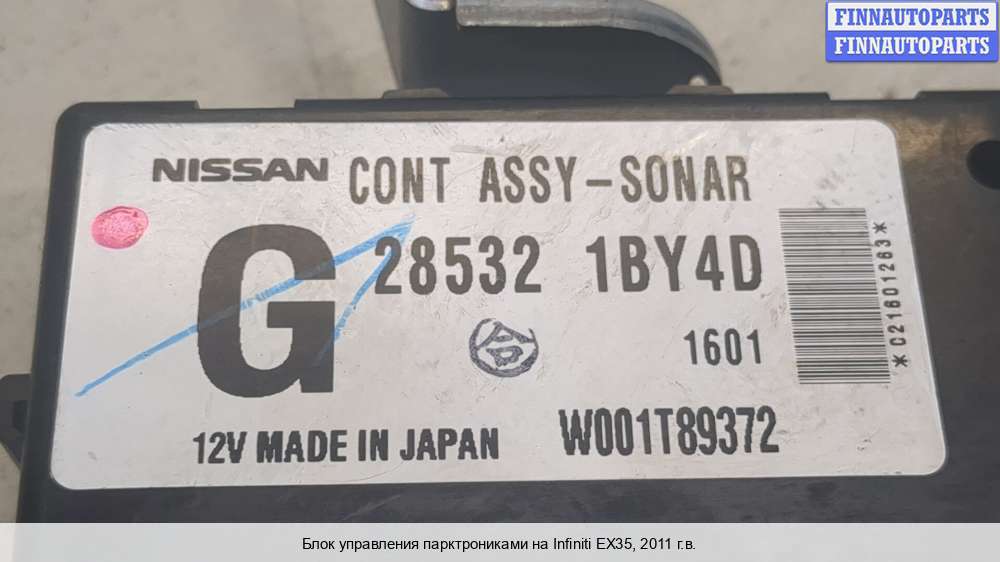 FINNAUTOPARTS
FINNAUTOPARTS
NISSAN CONT ASSY-SONAR
G 28532 1BY4D
合 1601
*C21601263*
12V MADE IN JAPAN W001T89372
Блок управления парктрониками на Infiniti EX35, 2011 г.в.